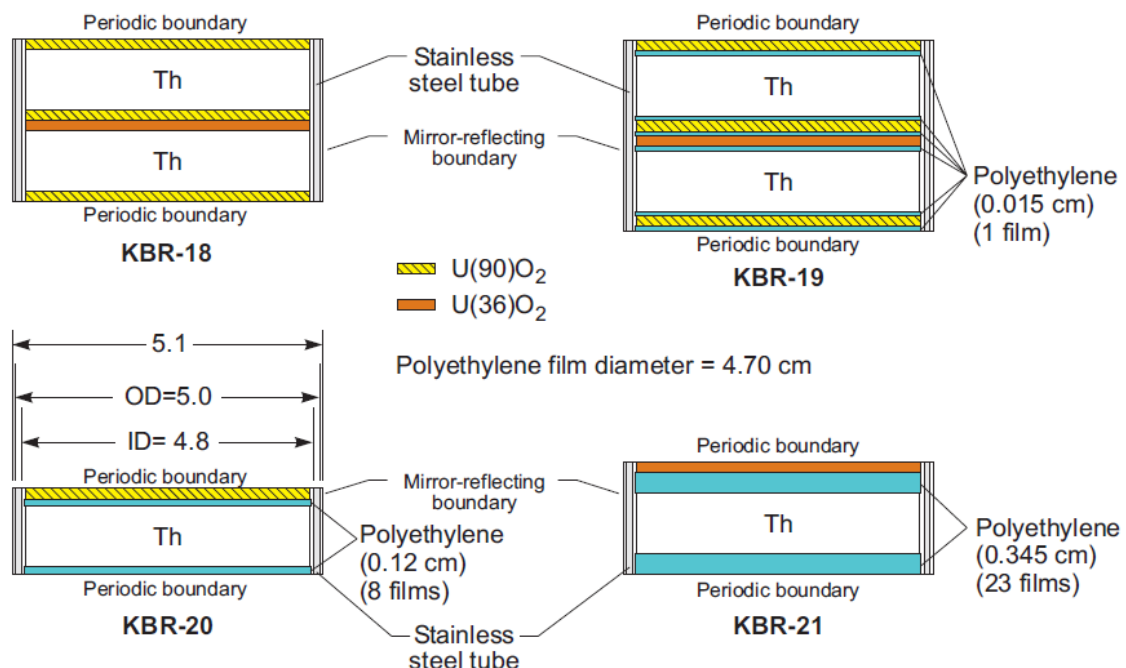 Periodic boundary
Th
Th
Periodic boundary
KBR-18
Stainless
steel tube
Mirror-reflecting
boundary
Periodic boundary
Th
Th
Periodic boundary
KBR-19
Polyethylene
(0.015 cm)
(1 film)
U(90)O₂
U(36)O₂
Polyethylene film diameter = 4.70 cm
5.1
OD=5.0
ID= 4.8
Periodic boundary
Th
Periodic boundary
KBR-20
Mirror-reflecting
boundary
Polyethylene
(0.12 cm)
(8 films)
Stainless
steel tube
Periodic boundary
Th
Periodic boundary
KBR-21
Polyethylene
(0.345 cm)
(23 films)